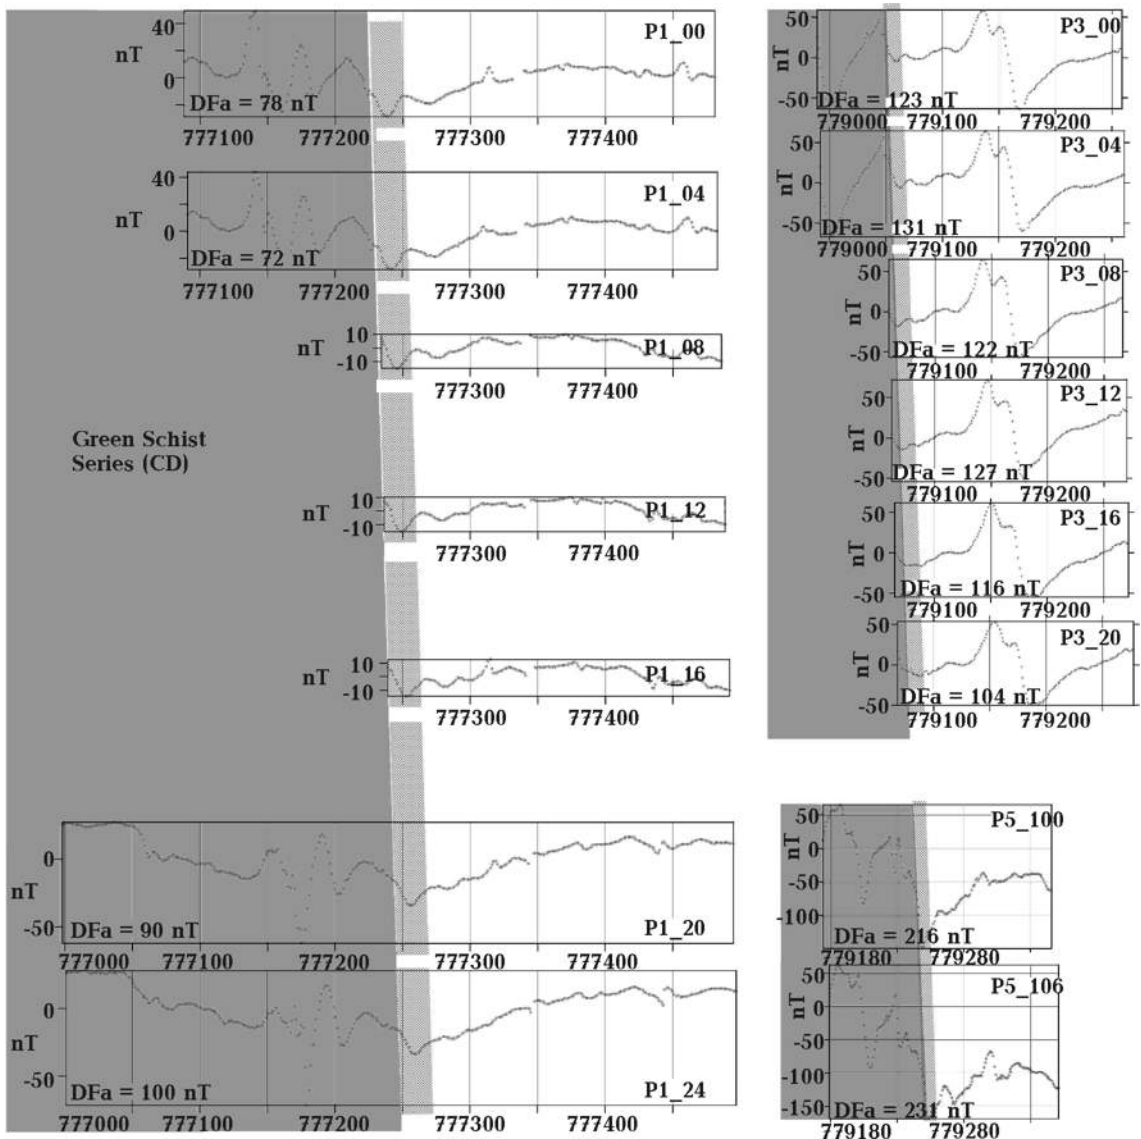 40
nT
0
P1_00
DFa = 78 nT
777100 777200 777300 777400
40
nT
0
P1_04
DFa = 72 nT
777100 777200 777300 777400
10
nT
-10
P1_08
777300 777400
Green Schist
Series (CD)
10
nT
-10
P1_12
777300 777400
10
nT
-10
P1_16
777300 777400
0
nT
-50
DFa = 90 nT
P1_20
777000 777100 777200 777300 777400
0
nT
-50
DFa = 100 nT
P1_24
777000 777100 777200 777300 777400
50
nT
0
-50
P3_00
DFa = 123 nT
779000 779100 779200
50
nT
0
-50
P3_04
DFa = 131 nT
779000 779100 779200
50
nT
0
-50
P3_08
DFa = 122 nT
779100 779200
50
nT
0
-50
P3_12
DFa = 127 nT
779100 779200
50
nT
0
-50
P3_16
DFa = 116 nT
779100 779200
50
nT
0
-50
P3_20
DFa = 104 nT
779100 779200
50
nT
0
-50
-100
P5_100
DFa = 216 nT
779180 779280
50
nT
0
-50
-100
-150
P5_106
DFa = 231 nT
779180 779280